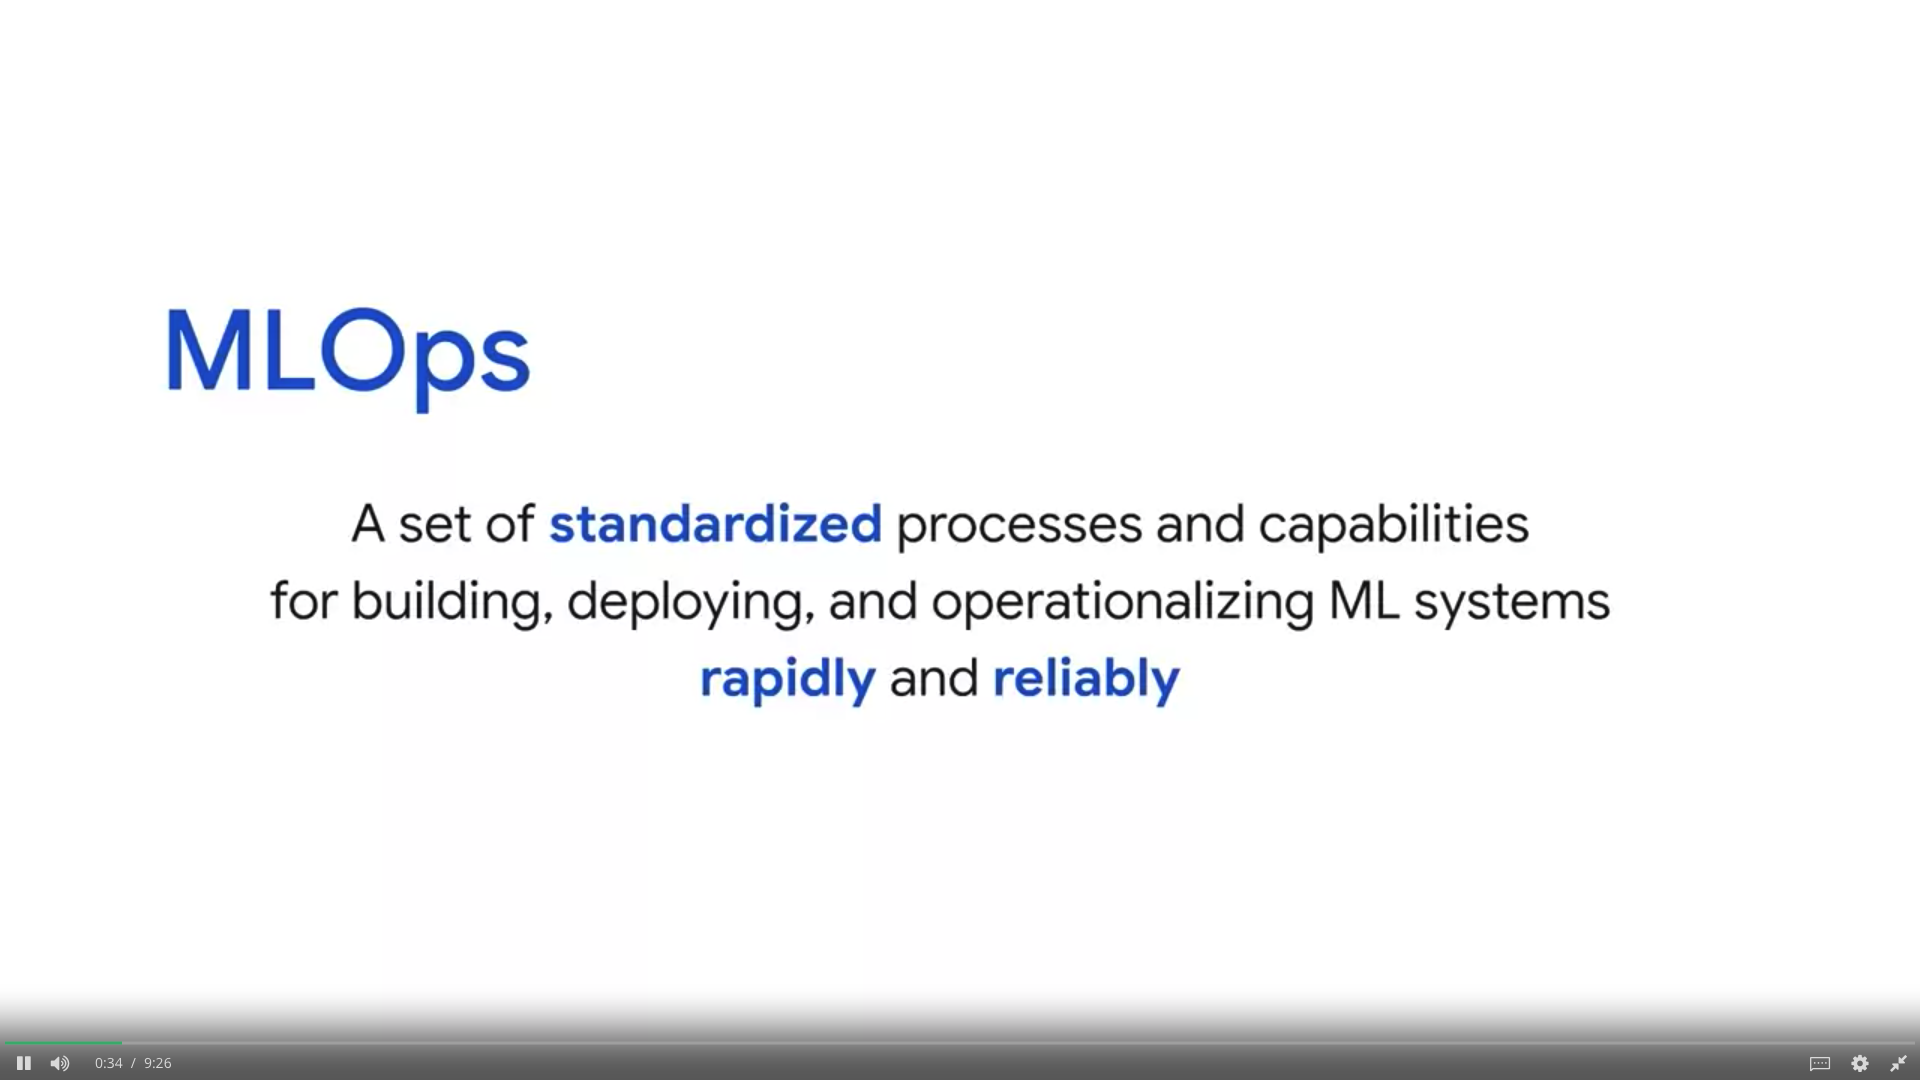 MLOps
A set of standardized processes and capabilities
for building, deploying, and operationalizing ML systems
rapidly and reliably
0:34 / 9:26